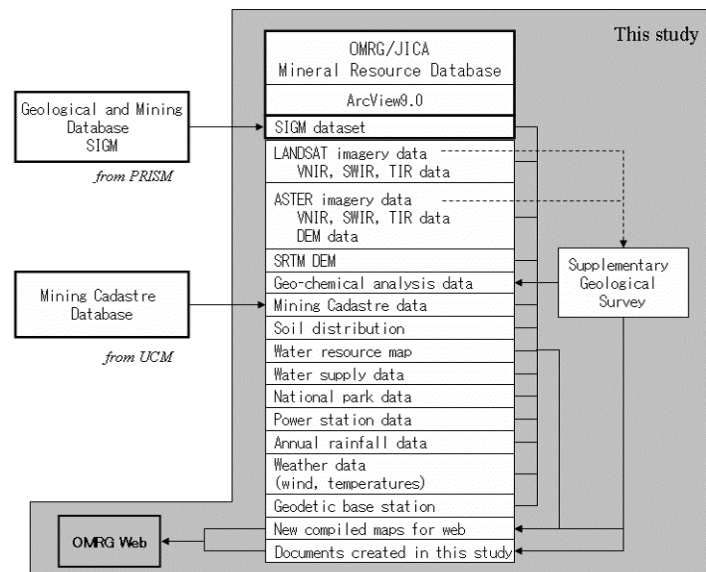 This study
OMRG/JICA
Mineral Resource Database
ArcView9.0
Geological and Mining
Database
SIGM
from PRISM
SIGM dataset
LANDSAT imagery data
VNIR, SWIR, TIR data
ASTER imagery data
VNIR, SWIR, TIR data
DEM data
SRTM DEM
Geo-chemical analysis data
Supplementary
Geological
Survey
Mining Cadastre
Database
from UCM
Mining Cadastre data
Soil distribution
Water resource map
Water supply data
National park data
Power station data
Annual rainfall data
Weather data
(wind, temperatures)
Geodetic base station
New compiled maps for web
Documents created in this study
OMRG Web